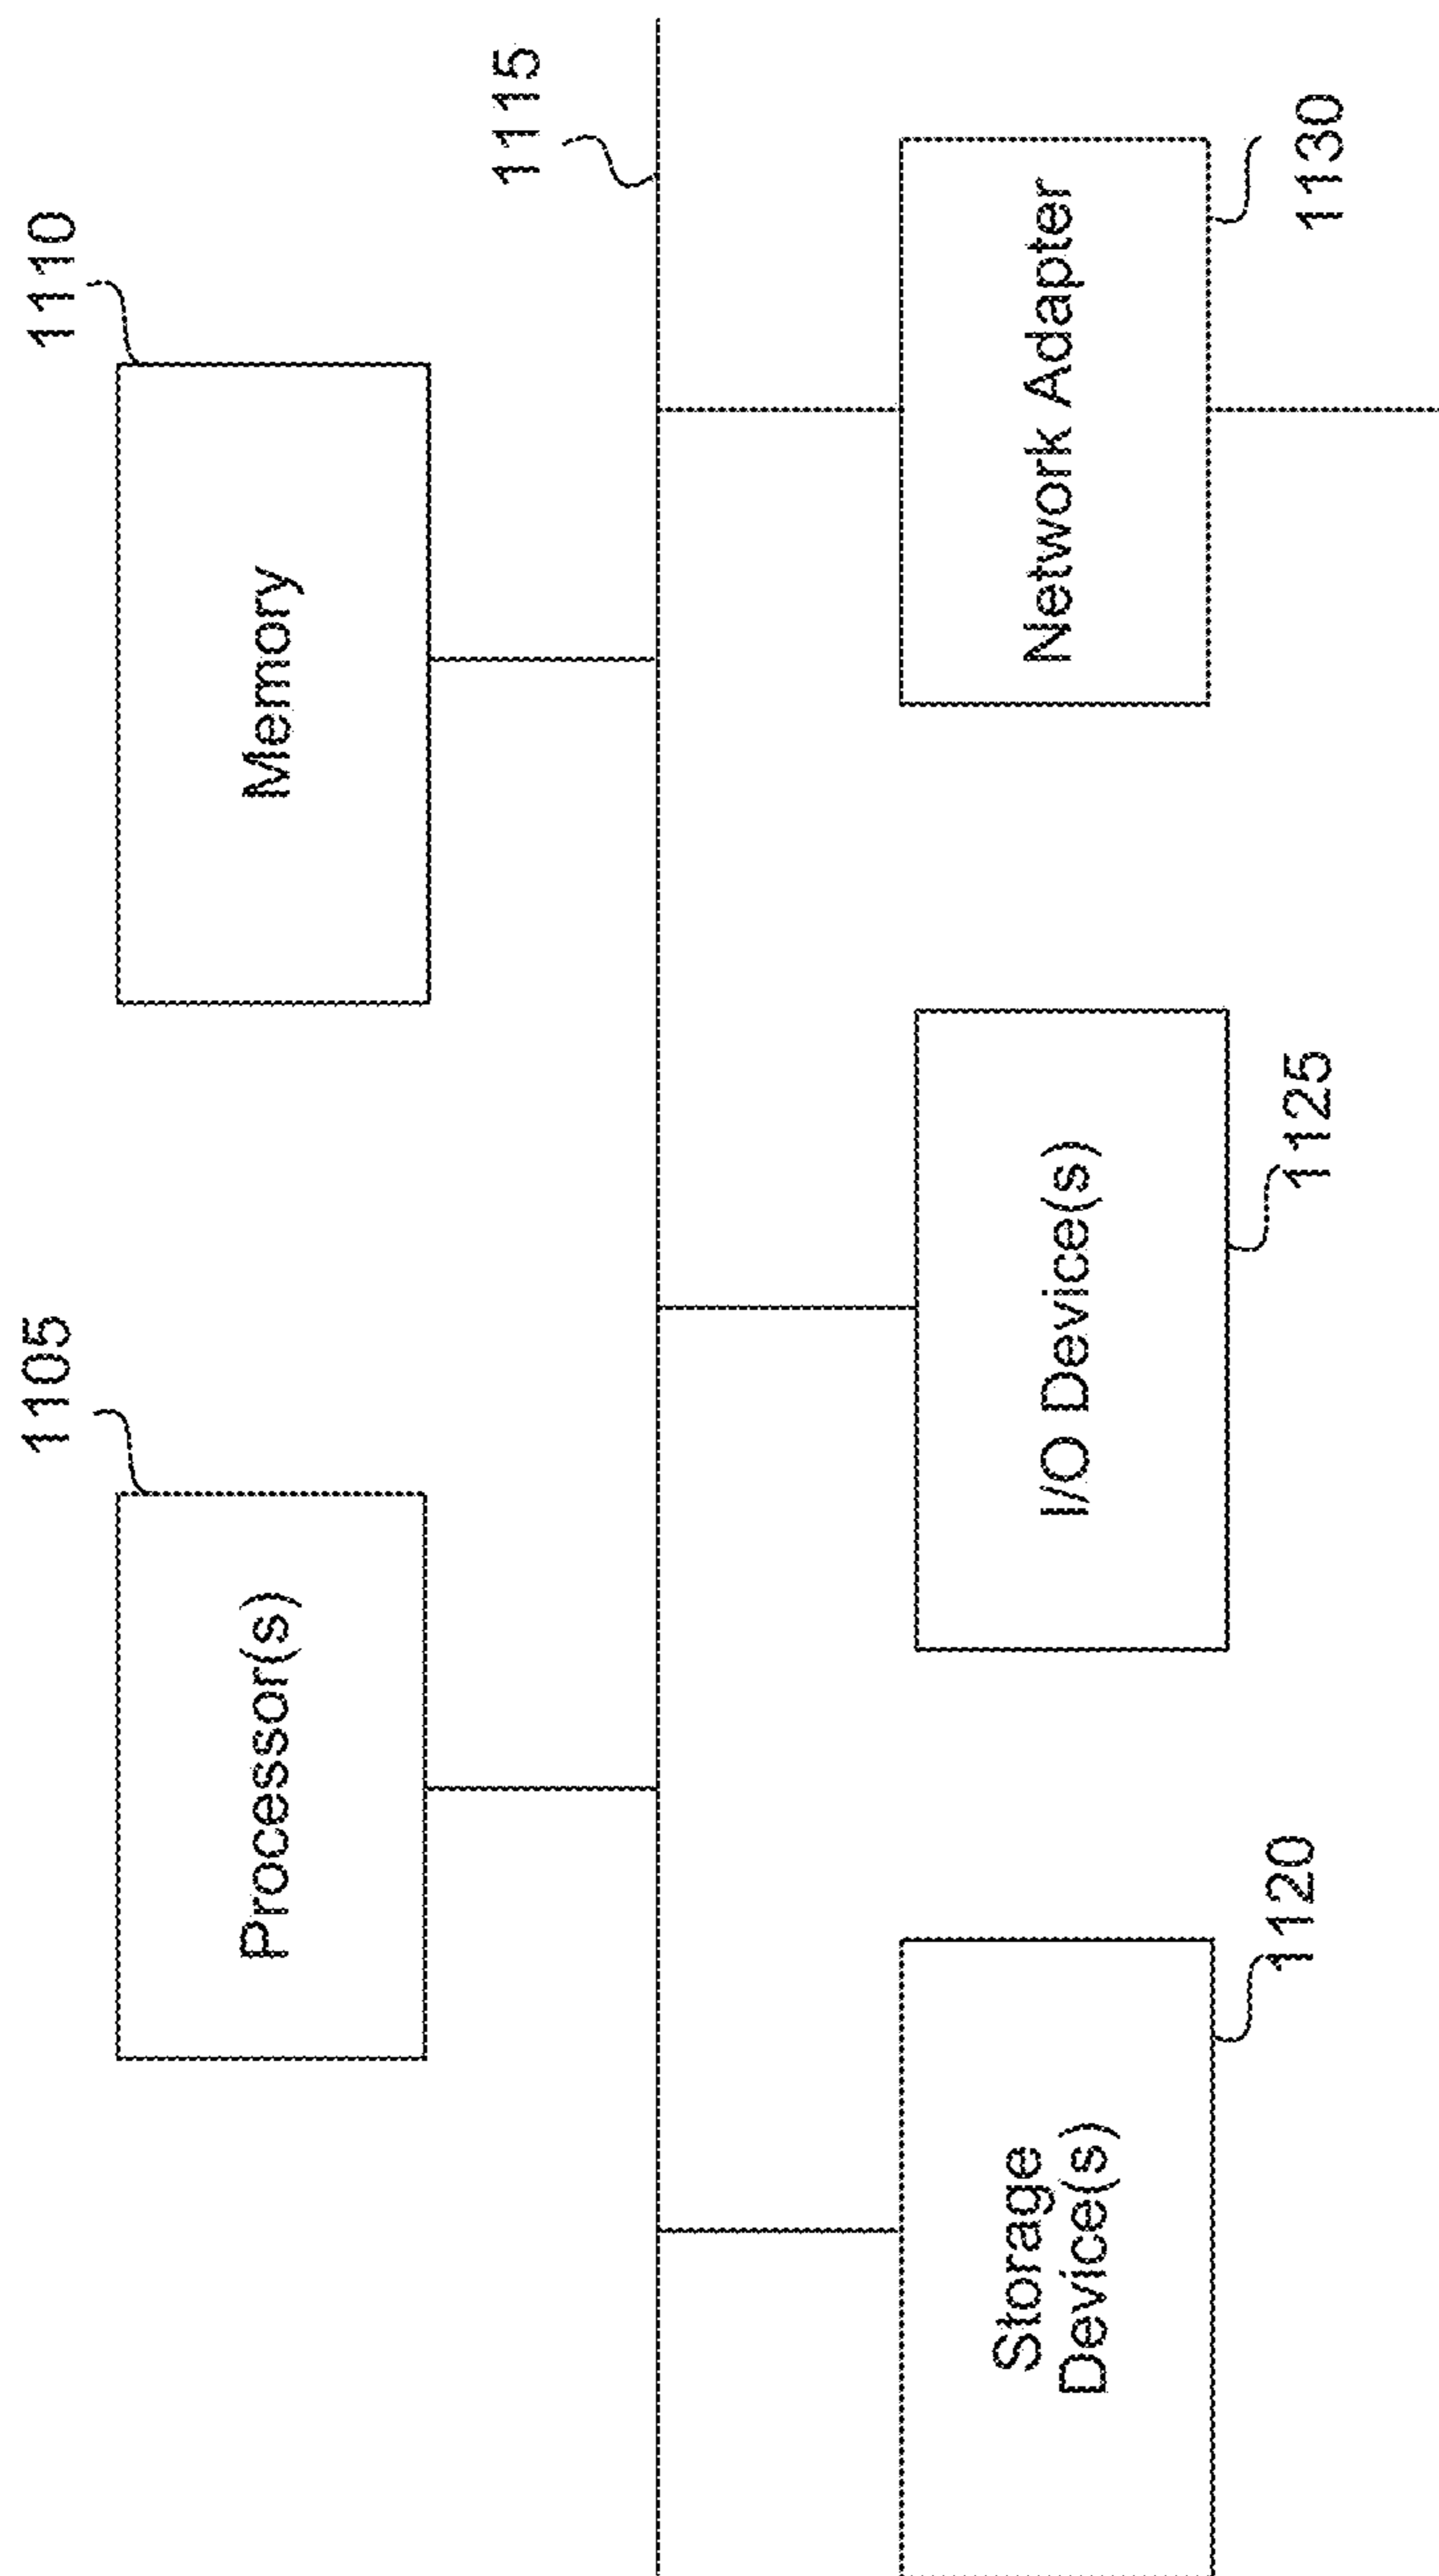 1105
Processor(s)
1110
Memory
1115
Storage
Device(s)
1120
I/O Device(s)
1125
Network Adapter
1130